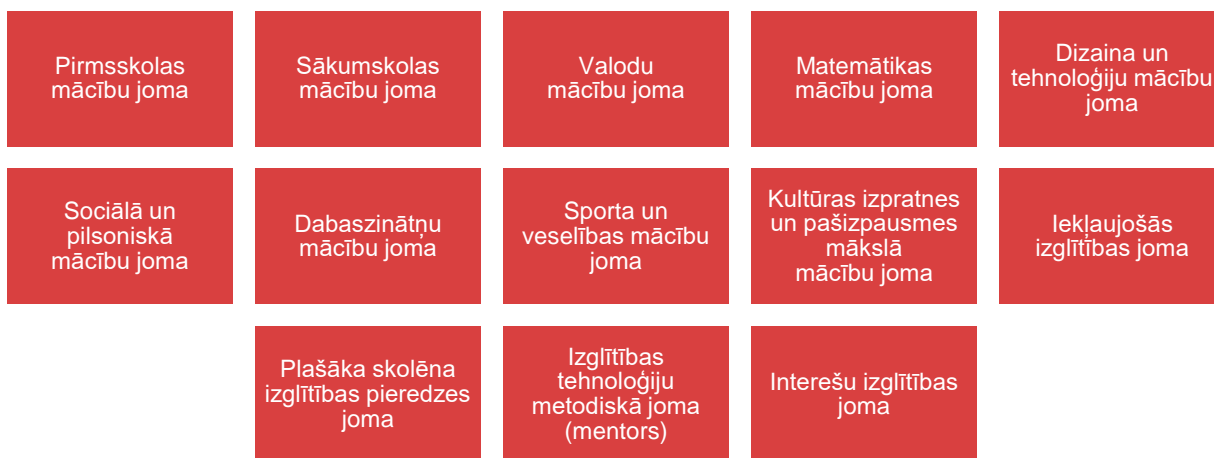 Pirmsskolas
mācību joma
Sākumskolas
mācību joma
Valodu
mācību joma
Matemātikas
mācību joma
Dizaina un
tehnoloģiju mācību
joma
Sociālā un
pilsoniskā
mācību joma
Dabaszinātņu
mācību joma
Sporta un
veselības mācību
joma
Kultūras izpratnes
un pašizpausmes
mākslā
mācību joma
Iekļaujošās
izglītības joma
Plašāka skolēna
izglītības pieredzes
joma
Izglītības
tehnoloģiju
metodiskā joma
(mentors)
Interešu izglītības
joma